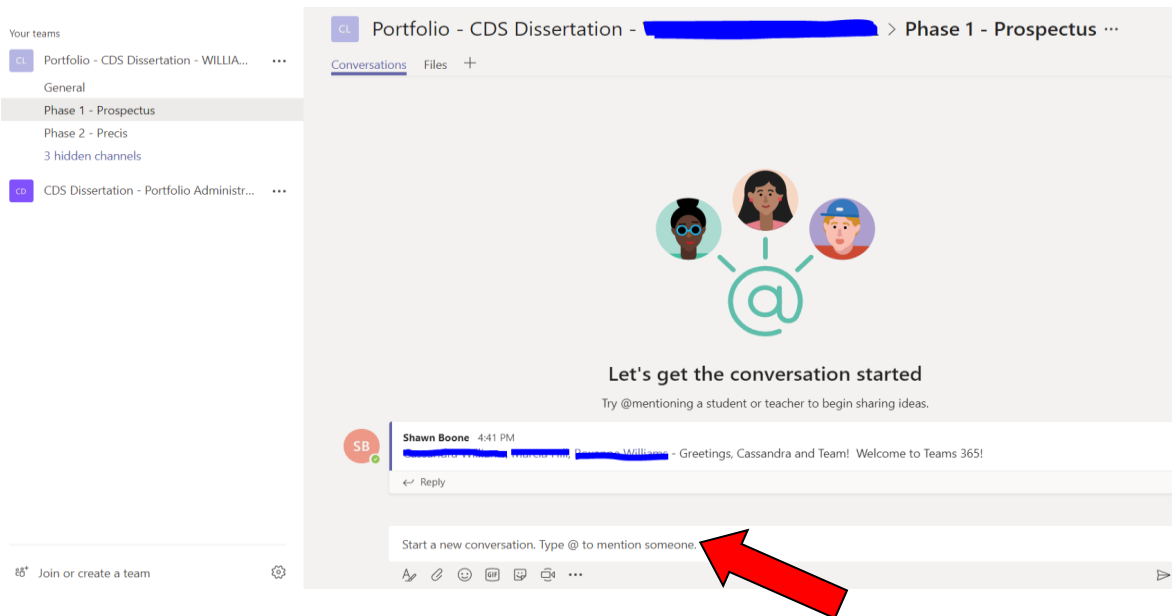 Your teams
CL Portfolio - CDS Dissertation - WILLIA... ...
General
Phase 1 - Prospectus
Phase 2 - Precis
3 hidden channels
CD CDS Dissertation - Portfolio Administr... ...
Join or create a team
CL Portfolio - CDS Dissertation - > Phase 1 - Prospectus ...
Conversations Files +
@
Let's get the conversation started
Try @mentioning a student or teacher to begin sharing ideas.
SB Shawn Boone 4:41 PM
- Greetings, Cassandra and Team! Welcome to Teams 365!
Reply
Start a new conversation. Type @ to mention someone.
GIF ...